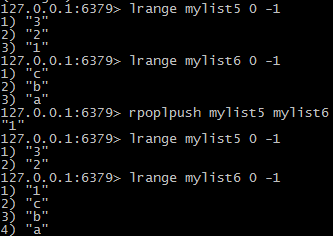 127.0.0.1:6379> lrange mylist5 0 -1
1) "3"
2) "2"
3) "1"
127.0.0.1:6379> lrange mylist6 0 -1
1) "c"
2) "b"
3) "a"
127.0.0.1:6379> rpoplpush mylist5 mylist6
"1"
127.0.0.1:6379> lrange mylist5 0 -1
1) "3"
2) "2"
127.0.0.1:6379> lrange mylist6 0 -1
1) "1"
2) "c"
3) "b"
4) "a"